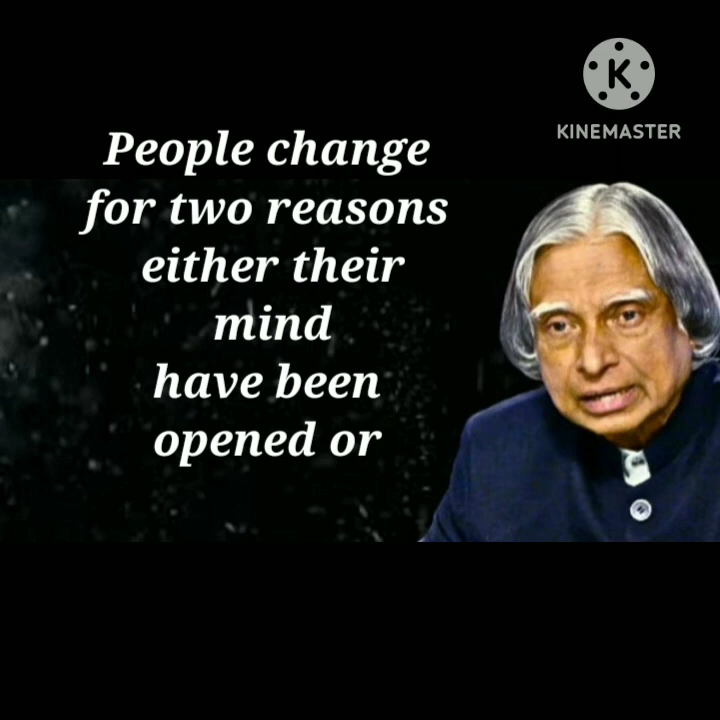 K
KINEMASTER
People change
for two reasons
either their
mind
have been
opened or